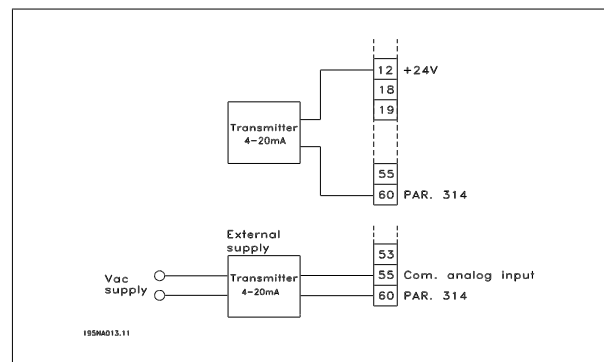 12 +24V
18
19
Transmitter
4-20mA
55
60 PAR. 314
External
supply
53
Vac
supply
Transmitter
4-20mA
55 Com. analog input
60 PAR. 314
195NA013.11